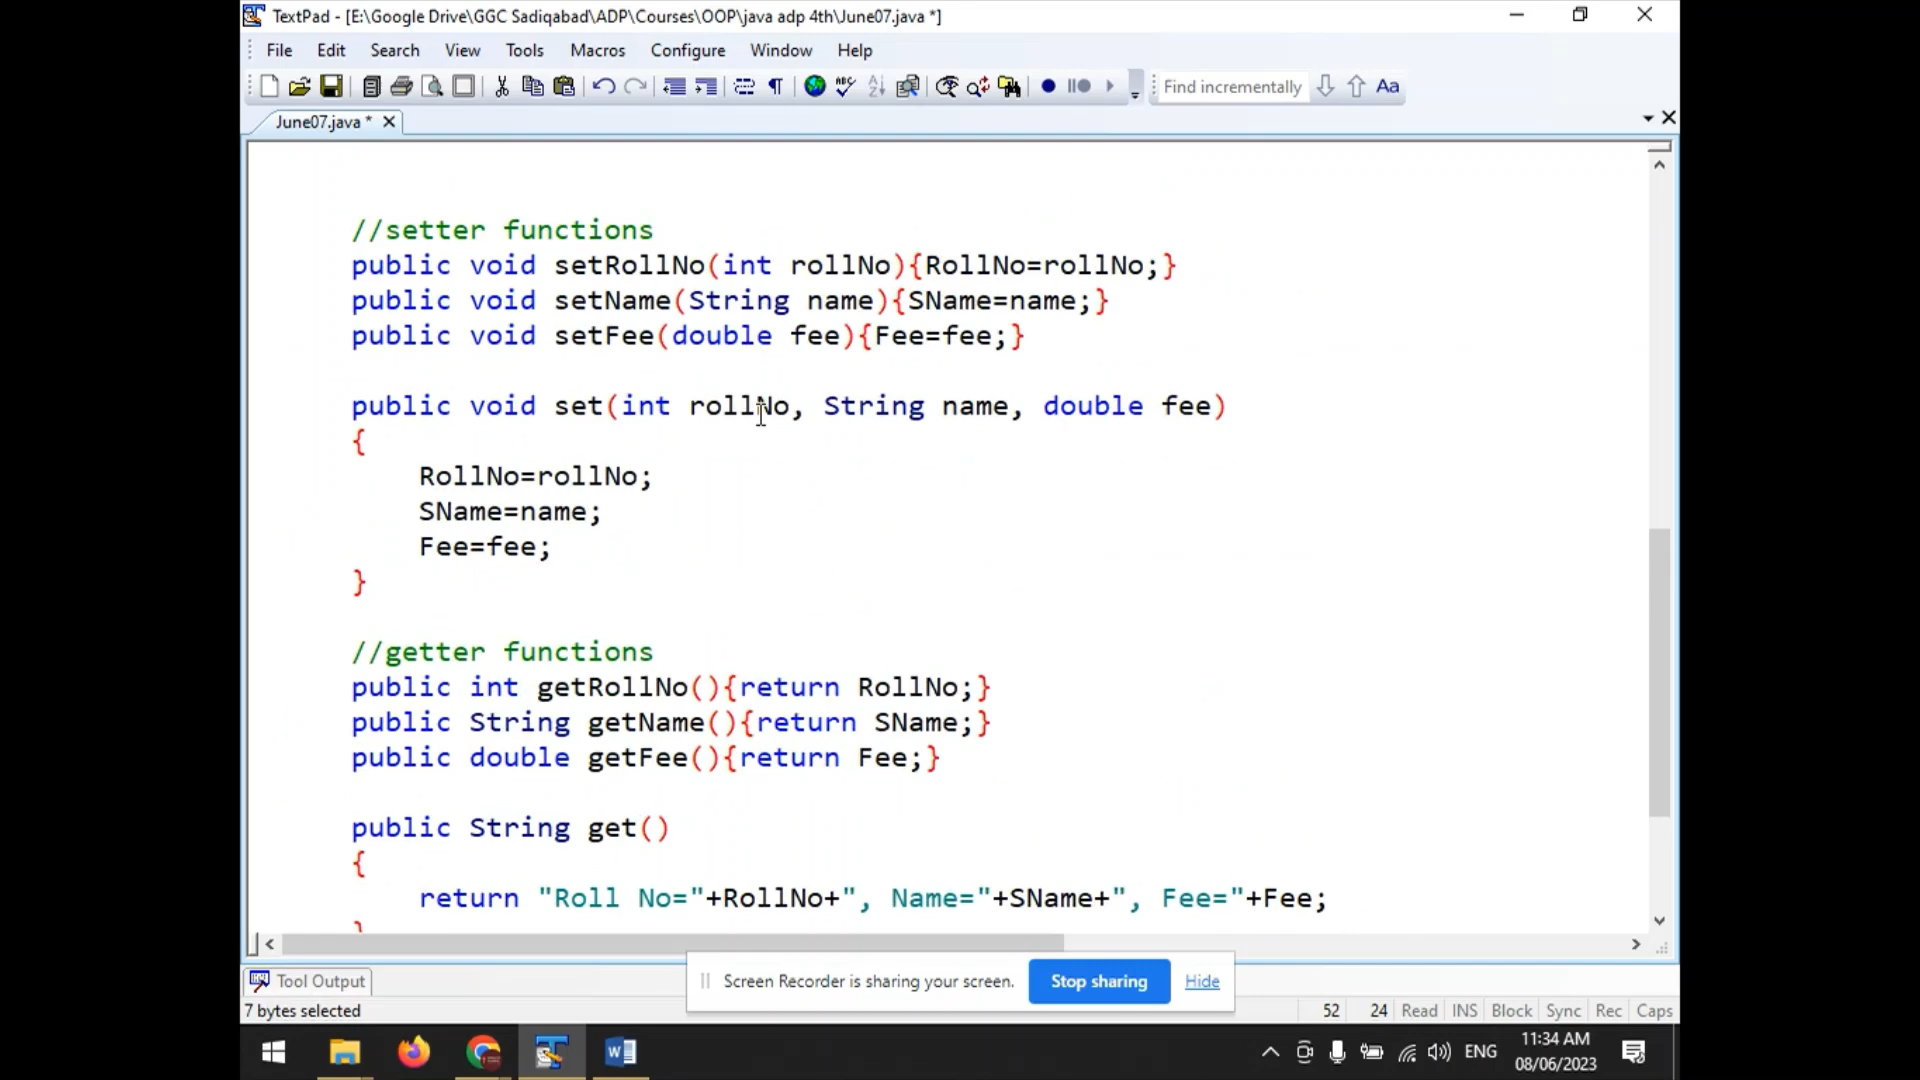 TextPad - [E:\Google Drive\GGC Sadiqabad\ADP\Courses\OOP\java adp 4th\June07.java *]
File Edit Search View Tools Macros Configure Window Help
Find incrementally Aa
June07.java *
//setter functions
public void setRollNo(int rollNo){RollNo=rollNo;}
public void setName(String name){SName=name;}
public void setFee(double fee){Fee=fee;}
public void set(int rollNo, String name, double fee)
{
RollNo=rollNo;
SName=name;
Fee=fee;
}
//getter functions
public int getRollNo(){return RollNo;}
public String getName(){return SName;}
public double getFee(){return Fee;}
public String get()
{
return "Roll No="+RollNo+", Name="+SName+", Fee="+Fee;
}
Screen Recorder is sharing your screen. Stop sharing Hide
Tool Output
7 bytes selected 52 24 Read INS Block Sync Rec Caps
ENG 11:34 AM
08/06/2023